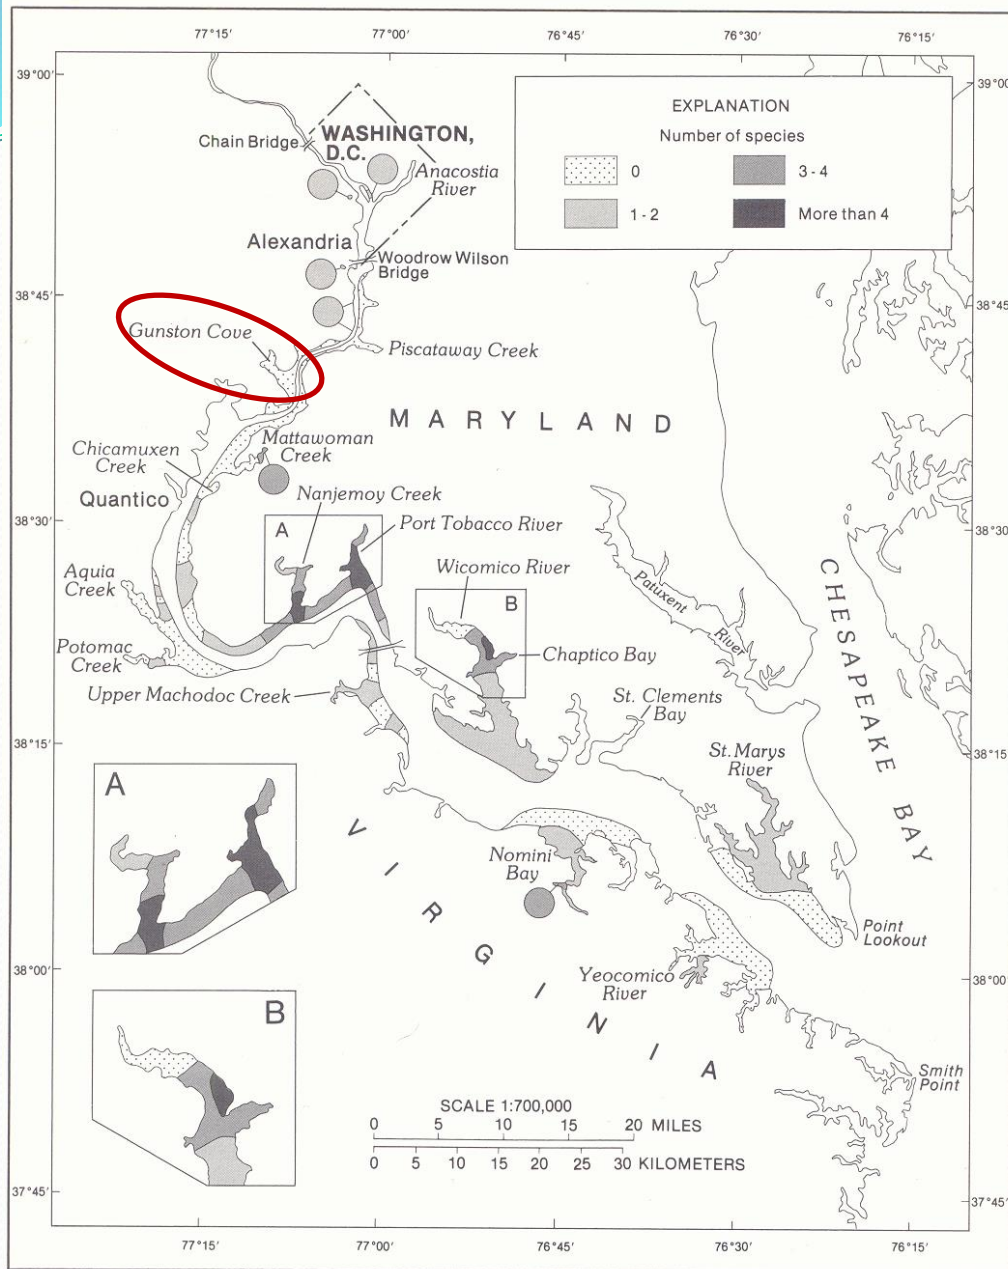 77°15′
77°00′
76°45′
76°30′
76°15′
39°00′
39°00′
EXPLANATION
Number of species
0
3 - 4
1 - 2
More than 4
Chain Bridge
WASHINGTON,
D.C.
Anacostia
River
Alexandria
Woodrow Wilson
Bridge
38°45′
38°45′
Gunston Cove
Piscataway Creek
MARYLAND
Mattawoman
Creek
Chicamuxen
Creek
Quantico
Nanjemoy Creek
38°30′
38°30′
A
Port Tobacco River
Wicomico River
B
Aquia
Creek
Patuxent
River
CHESAPEAKE BAY
Potomac
Creek
Chaptico Bay
Upper Machodoc Creek
St. Clements
Bay
38°15′
38°15′
St. Marys
River
A
VIRGINIA
Nomini
Bay
Point
Lookout
38°00′
38°00′
Yeocomico
River
B
Smith
Point
SCALE 1:700,000
0 5 10 15 20 MILES
0 5 10 15 20 25 30 KILOMETERS
37°45′
37°45′
77°15′
77°00′
76°45′
76°30′
76°15′